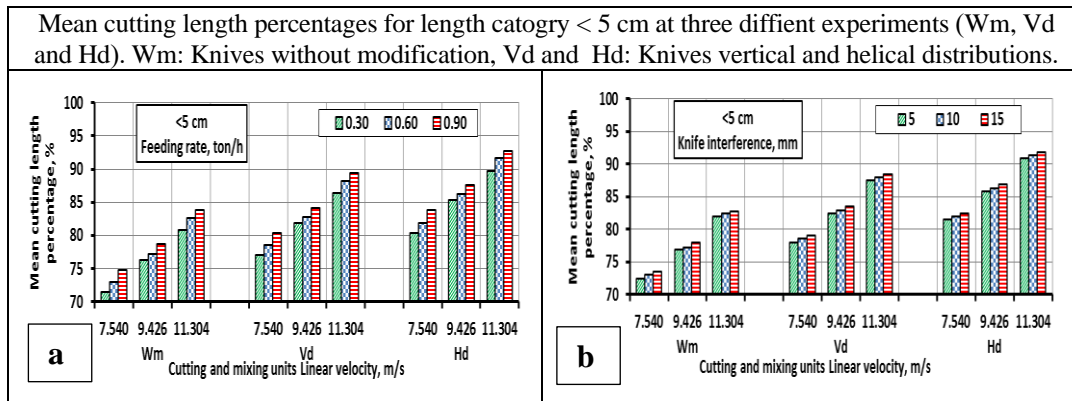 Mean cutting length percentages for length catogry < 5 cm at three diffient experiments (Wm, Vd
and Hd). Wm: Knives without modification, Vd and Hd: Knives vertical and helical distributions.
Mean cutting length
percentage, %
100
95
90
85
80
75
70
<5 cm
Feeding rate, ton/h
0.30 0.60 0.90
7.540 9.426 11.304 7.540 9.426 11.304 7.540 9.426 11.304
Wm Vd Hd
Cutting and mixing units Linear velocity, m/s
a
Mean cutting length
percentage, %
100
95
90
85
80
75
70
<5 cm
Knife interference, mm
5 10 15
7.540 9.426 11.304 7.540 9.426 11.304 7.540 9.426 11.304
Wm Vd Hd
Cutting and mixing units Linear velocity, m/s
b